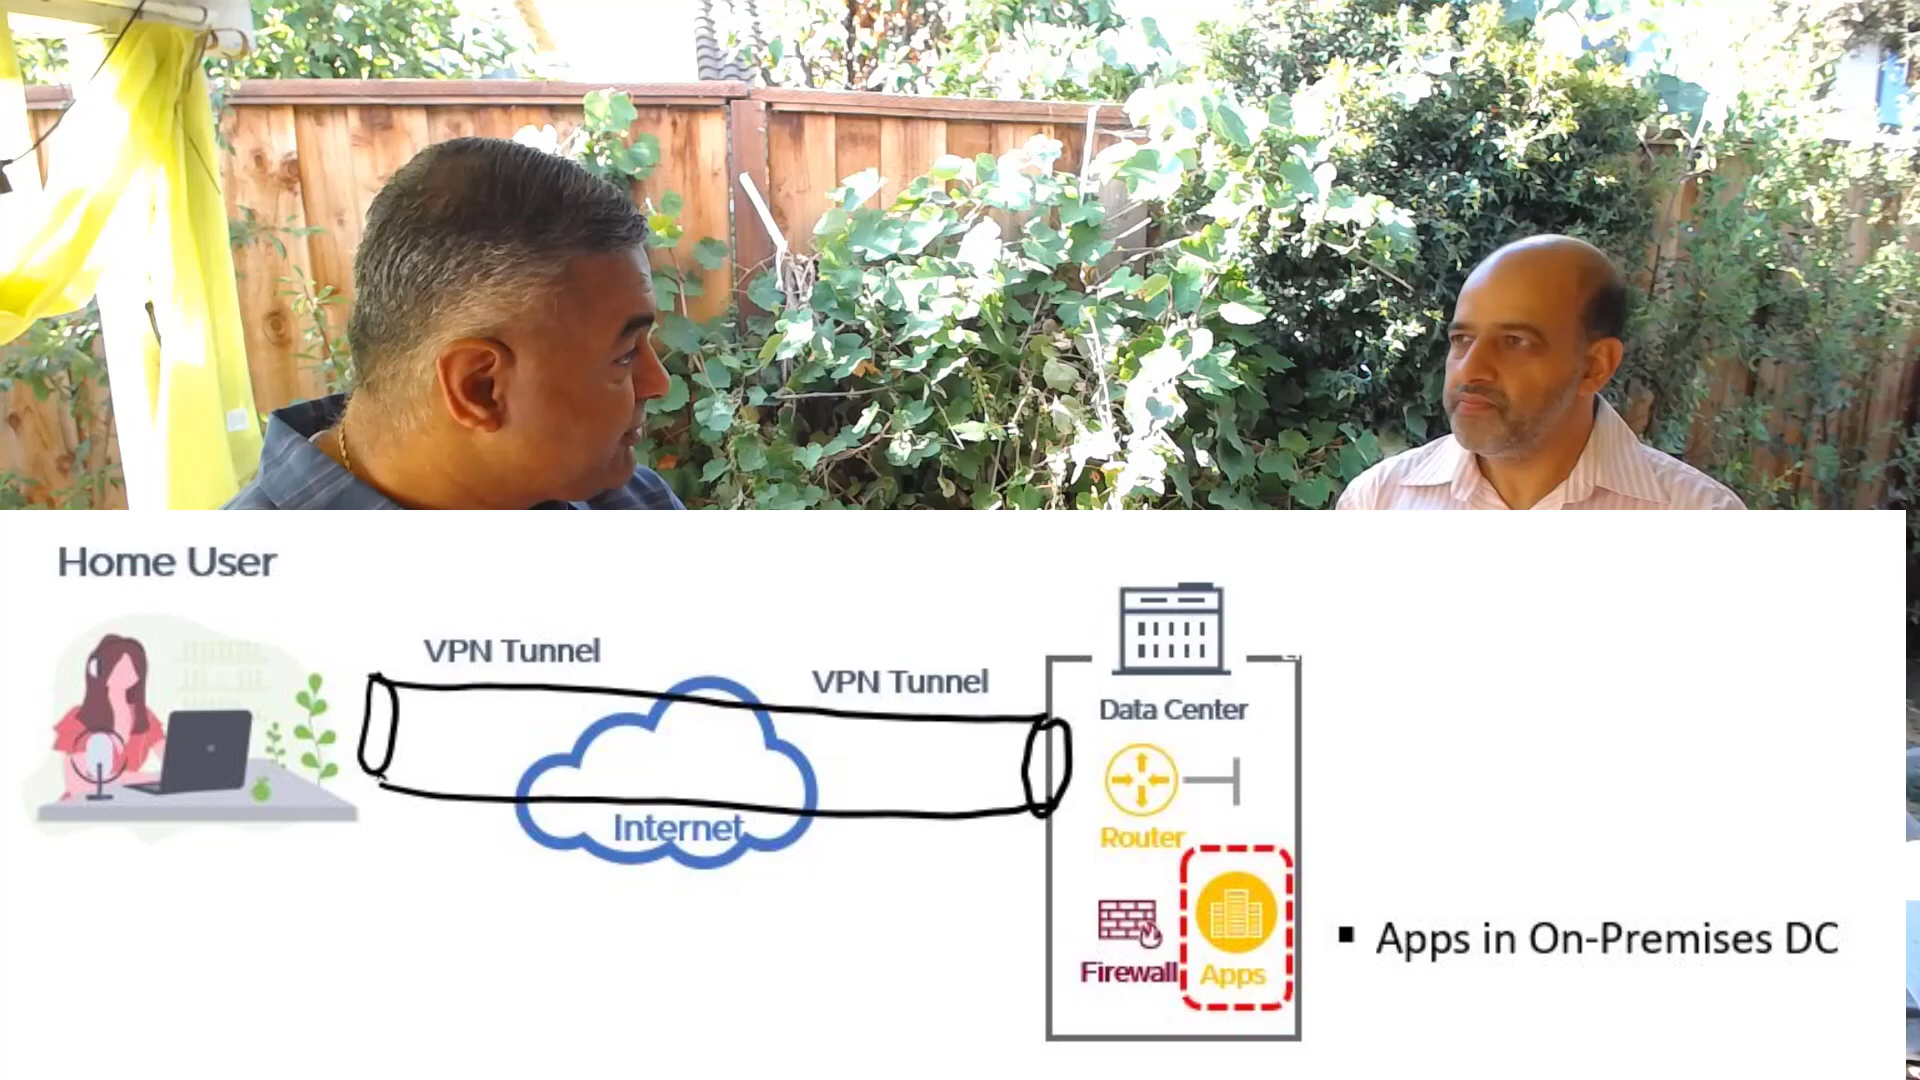 Home User
VPN Tunnel
VPN Tunnel
Internet
Data Center
Router
Firewall
Apps
▪ Apps in On-Premises DC